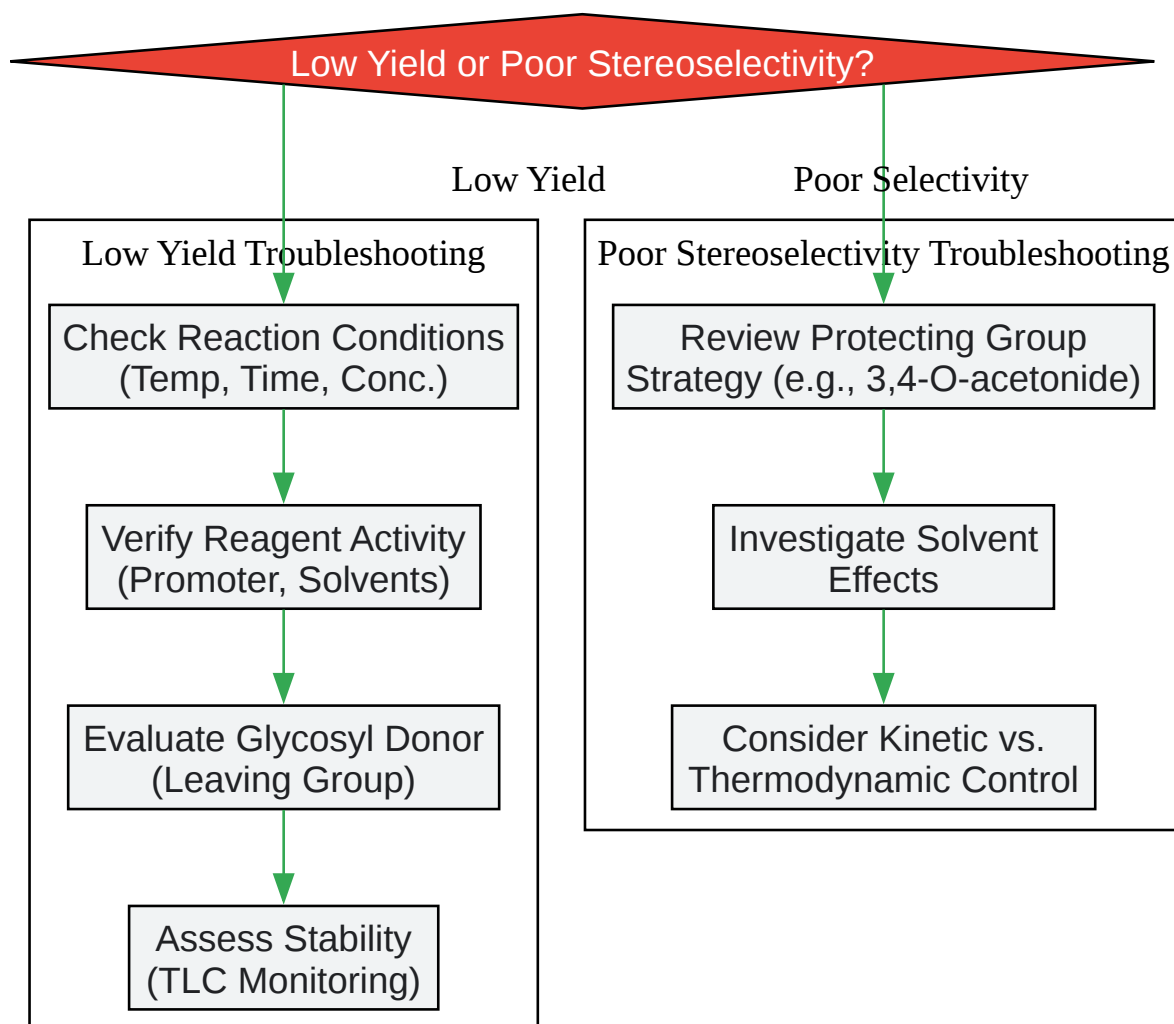 Low Yield or Poor Stereoselectivity?
Low Yield
Poor Selectivity
Low Yield Troubleshooting
Check Reaction Conditions
(Temp, Time, Conc.)
Verify Reagent Activity
(Promoter, Solvents)
Evaluate Glycosyl Donor
(Leaving Group)
Assess Stability
(TLC Monitoring)
Poor Stereoselectivity Troubleshooting
Review Protecting Group
Strategy (e.g., 3,4-O-acetonide)
Investigate Solvent
Effects
Consider Kinetic vs.
Thermodynamic Control